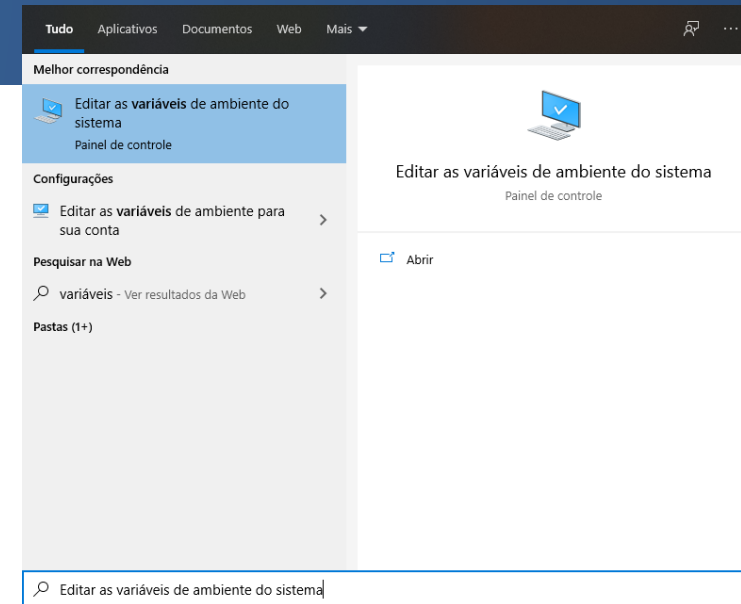 Tudo Aplicativos Documentos Web Mais
Melhor correspondência
Editar as variáveis de ambiente do
sistema
Painel de controle
Configurações
Editar as variáveis de ambiente para
sua conta
Pesquisar na Web
variáveis - Ver resultados da Web
Pastas (1+)
Editar as variáveis de ambiente do sistema
Painel de controle
Abrir
Editar as variáveis de ambiente do sistema